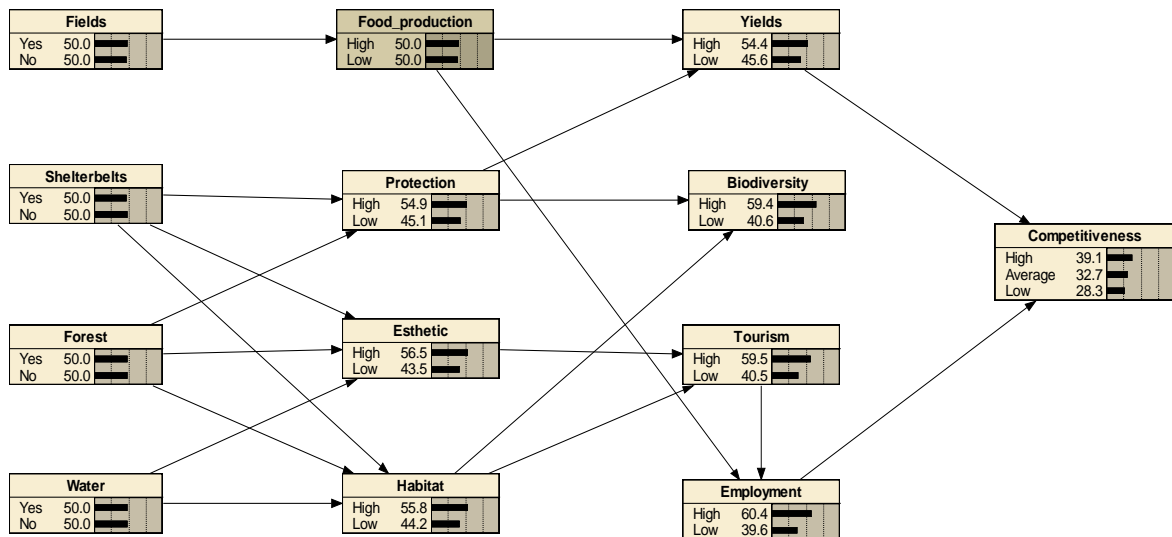 Fields
Yes 50.0
No 50.0
Food_production
High 50.0
Low 50.0
Yields
High 54.4
Low 45.6
Shelterbelts
Yes 50.0
No 50.0
Protection
High 54.9
Low 45.1
Biodiversity
High 59.4
Low 40.6
Competitiveness
High 39.1
Average 32.7
Low 28.3
Forest
Yes 50.0
No 50.0
Esthetic
High 56.5
Low 43.5
Tourism
High 59.5
Low 40.5
Water
Yes 50.0
No 50.0
Habitat
High 55.8
Low 44.2
Employment
High 60.4
Low 39.6